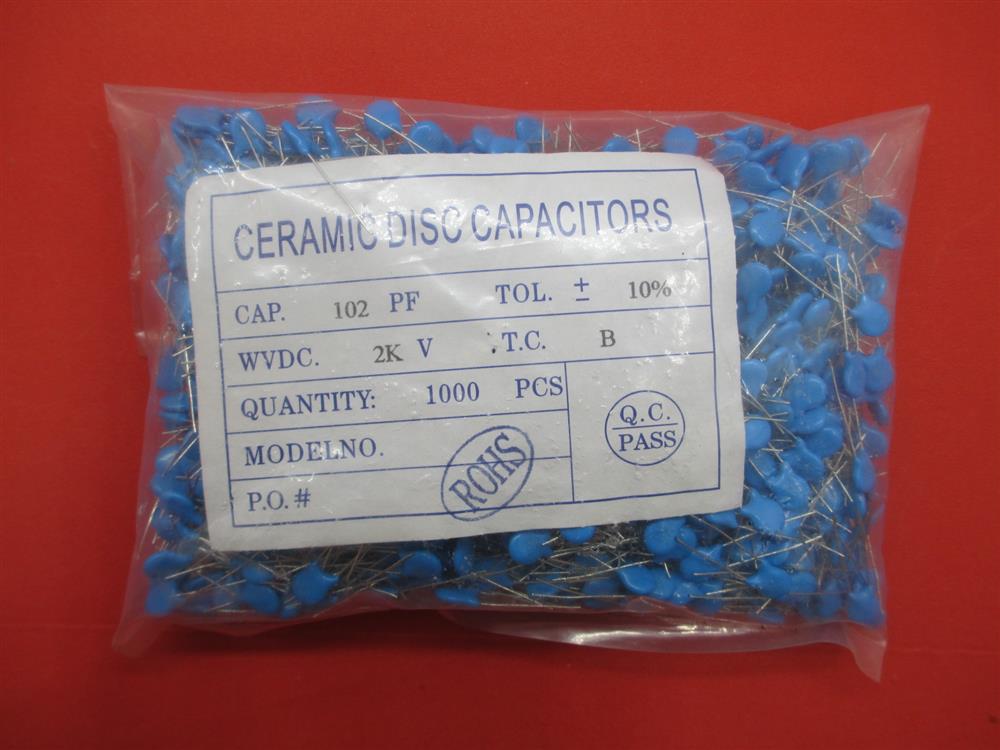 CERAMIC DISC CAPACITORS
CAP. 102 PF TOL. ± 10%
WVDC. 2K V T.C. B
QUANTITY: 1000 PCS
MODELNO.
P.O.#
ROHS
Q.C.
PASS